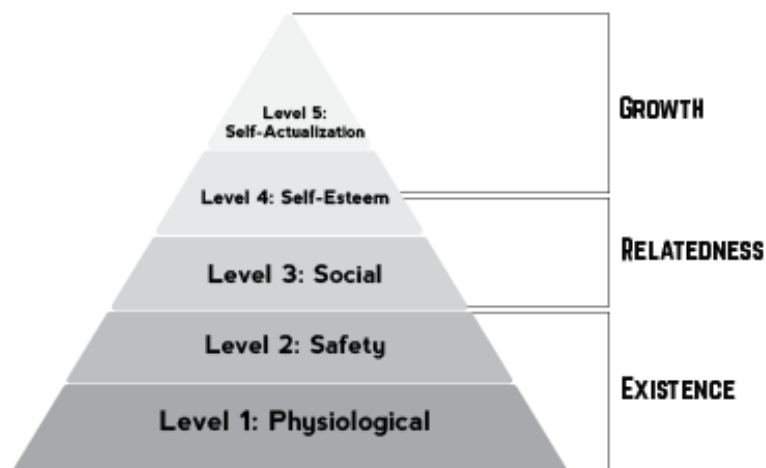 Level 5:
Self-Actualization
GROWTH
Level 4: Self-Esteem
RELATEDNESS
Level 3: Social
Level 2: Safety
EXISTENCE
Level 1: Physiological